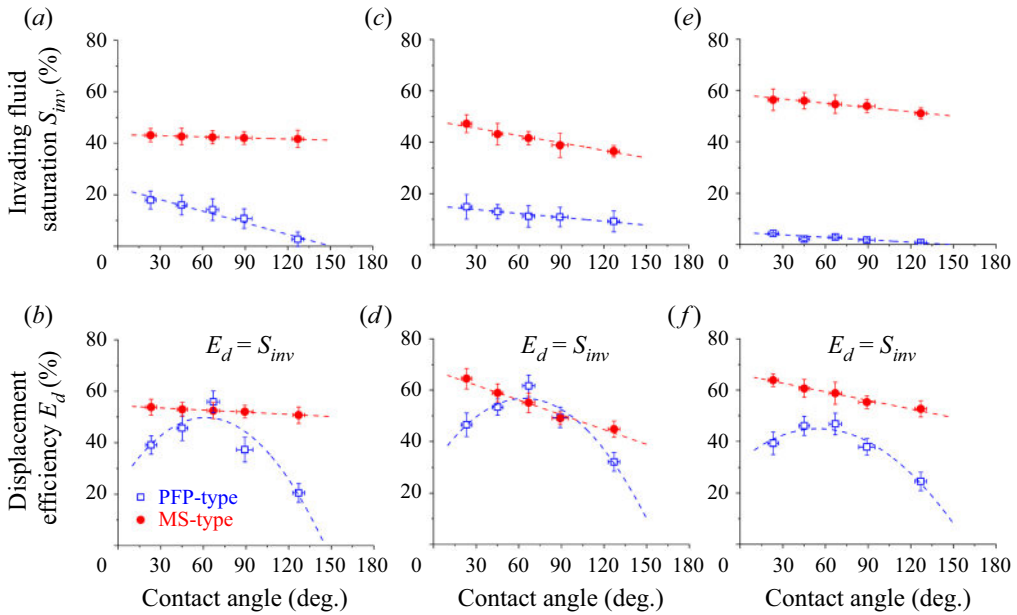 (a)
(c)
(e)
Invading fluid
saturation S_inv (%)
80
60
40
20
0
30 60 90 120 150 180
80
60
40
20
0
30 60 90 120 150 180
80
60
40
20
0
30 60 90 120 150 180
(b)
(d)
(f)
Displacement
efficiency E_d (%)
80
60
40
20
0
30 60 90 120 150 180
E_d = S_inv
PFP-type
MS-type
80
60
40
20
0
30 60 90 120 150 180
E_d = S_inv
80
60
40
20
0
30 60 90 120 150 180
E_d = S_inv
Contact angle (deg.)
Contact angle (deg.)
Contact angle (deg.)